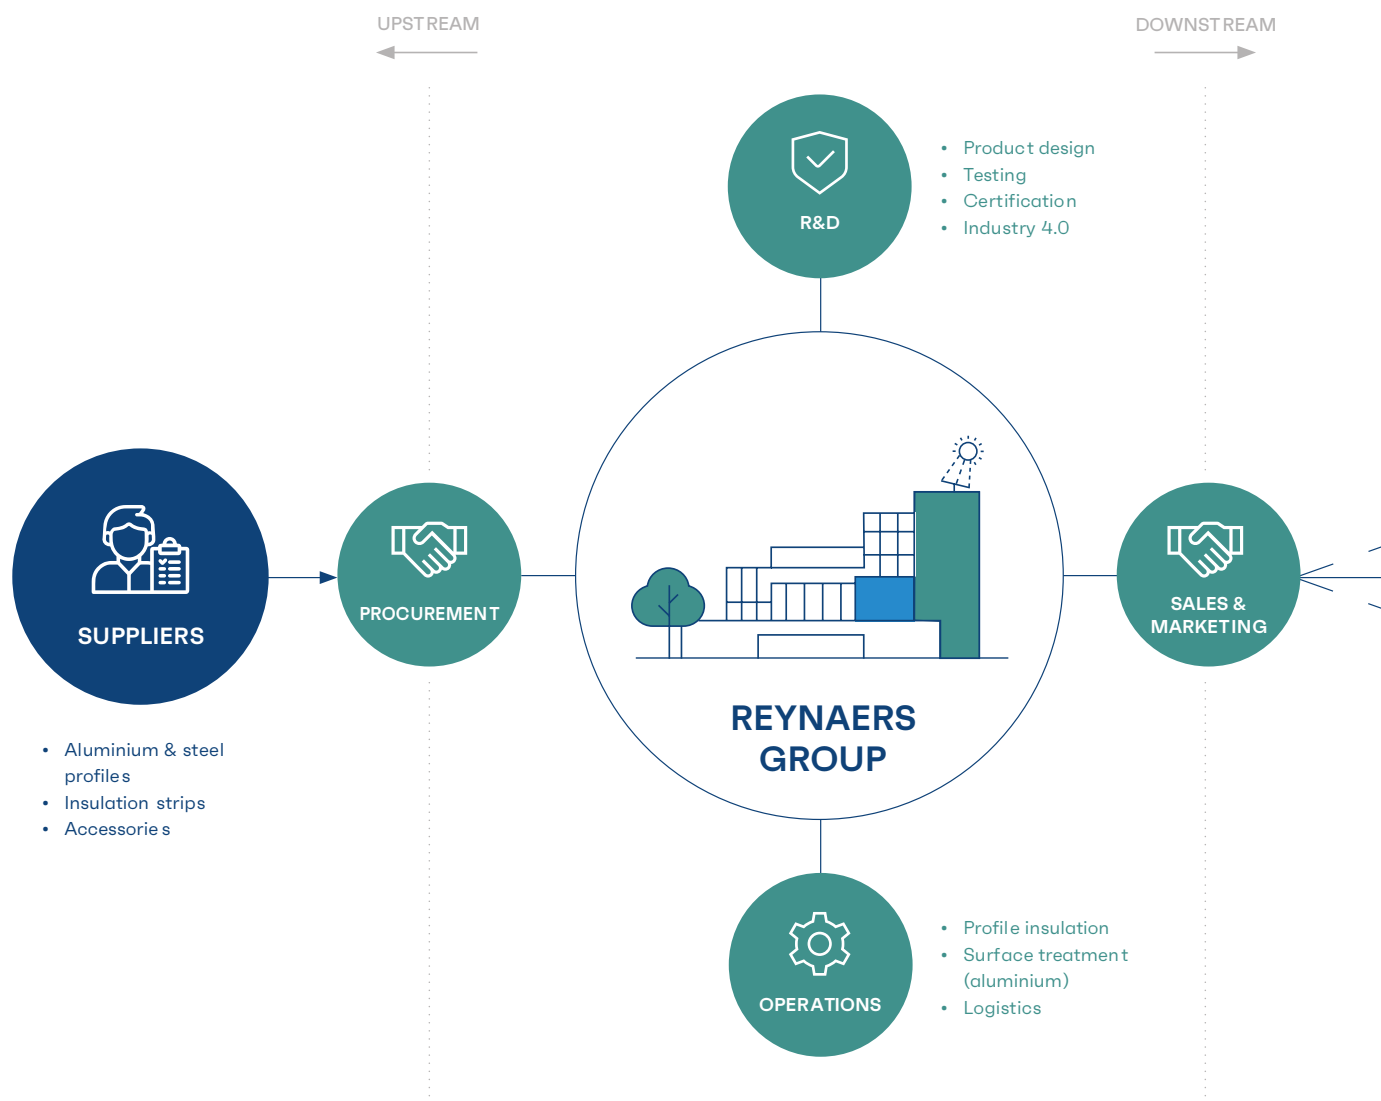 UPSTREAM
DOWNSTREAM
R&D
• Product design
• Testing
• Certification
• Industry 4.0
SUPPLIERS
• Aluminium & steel
profiles
• Insulation strips
• Accessories
PROCUREMENT
REYNAERS
GROUP
SALES &
MARKETING
OPERATIONS
• Profile insulation
• Surface treatment
(aluminium)
• Logistics